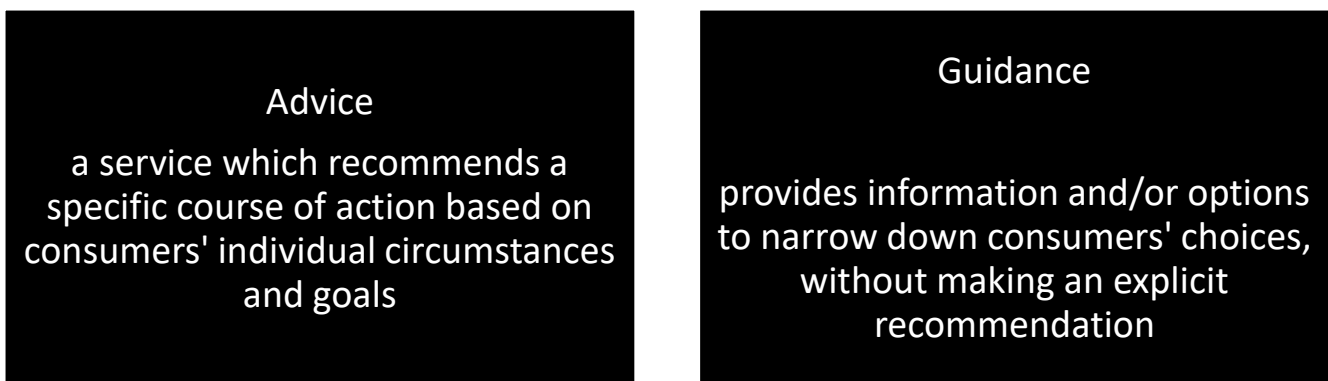 Advice
a service which recommends a
specific course of action based on
consumers' individual circumstances
and goals
Guidance
provides information and/or options
to narrow down consumers' choices,
without making an explicit
recommendation